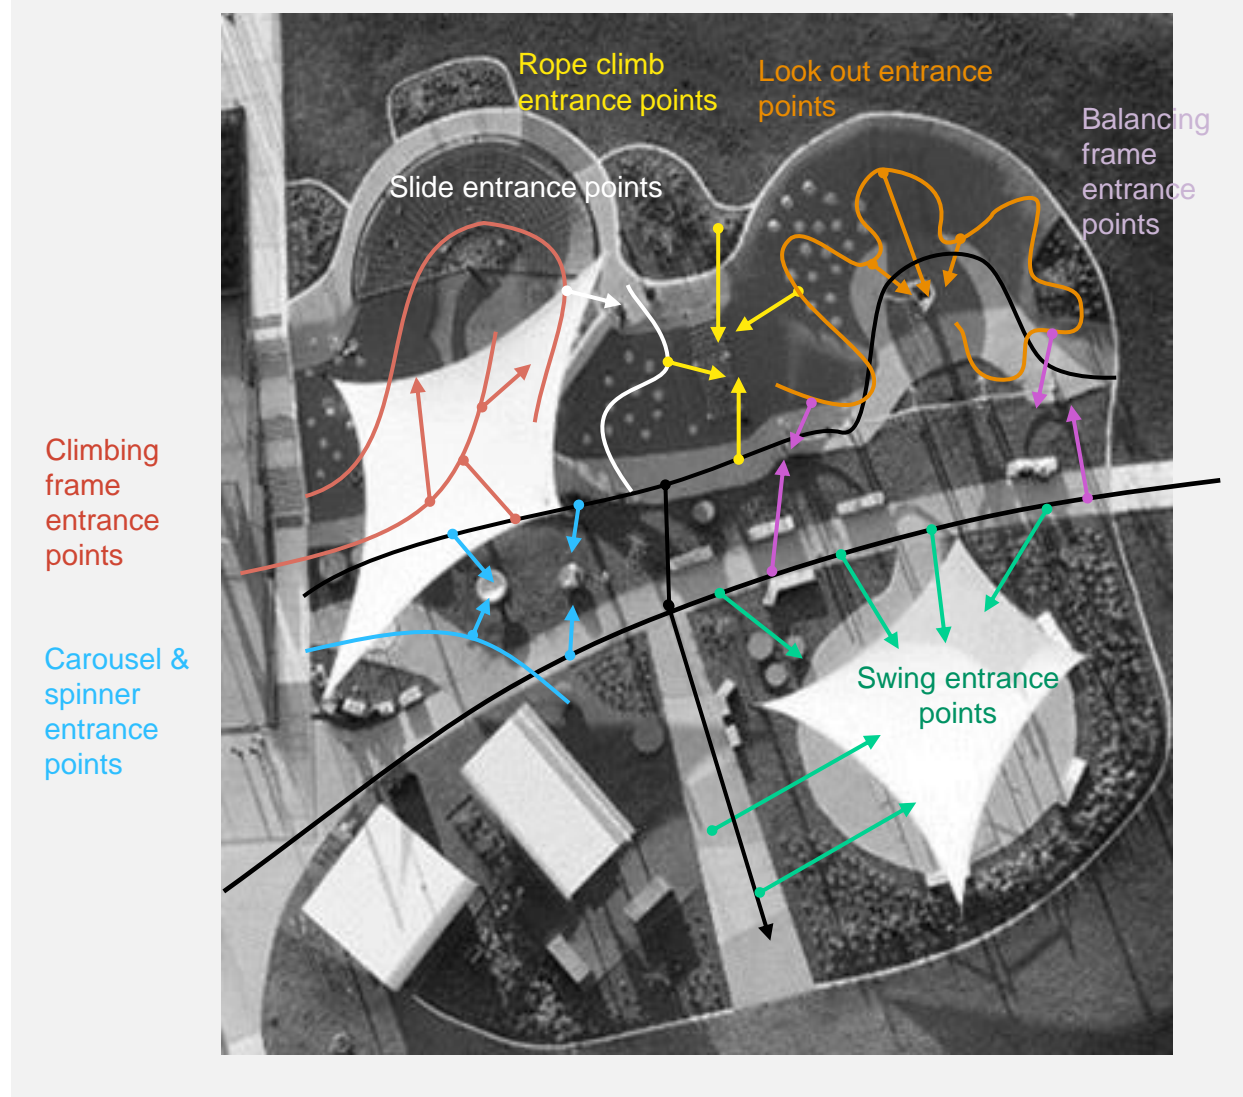 Rope climb
entrance points
Look out entrance
points
Balancing
frame
entrance
points
Slide entrance points
Climbing
frame
entrance
points
Carousel &
spinner
entrance
points
Swing entrance
points